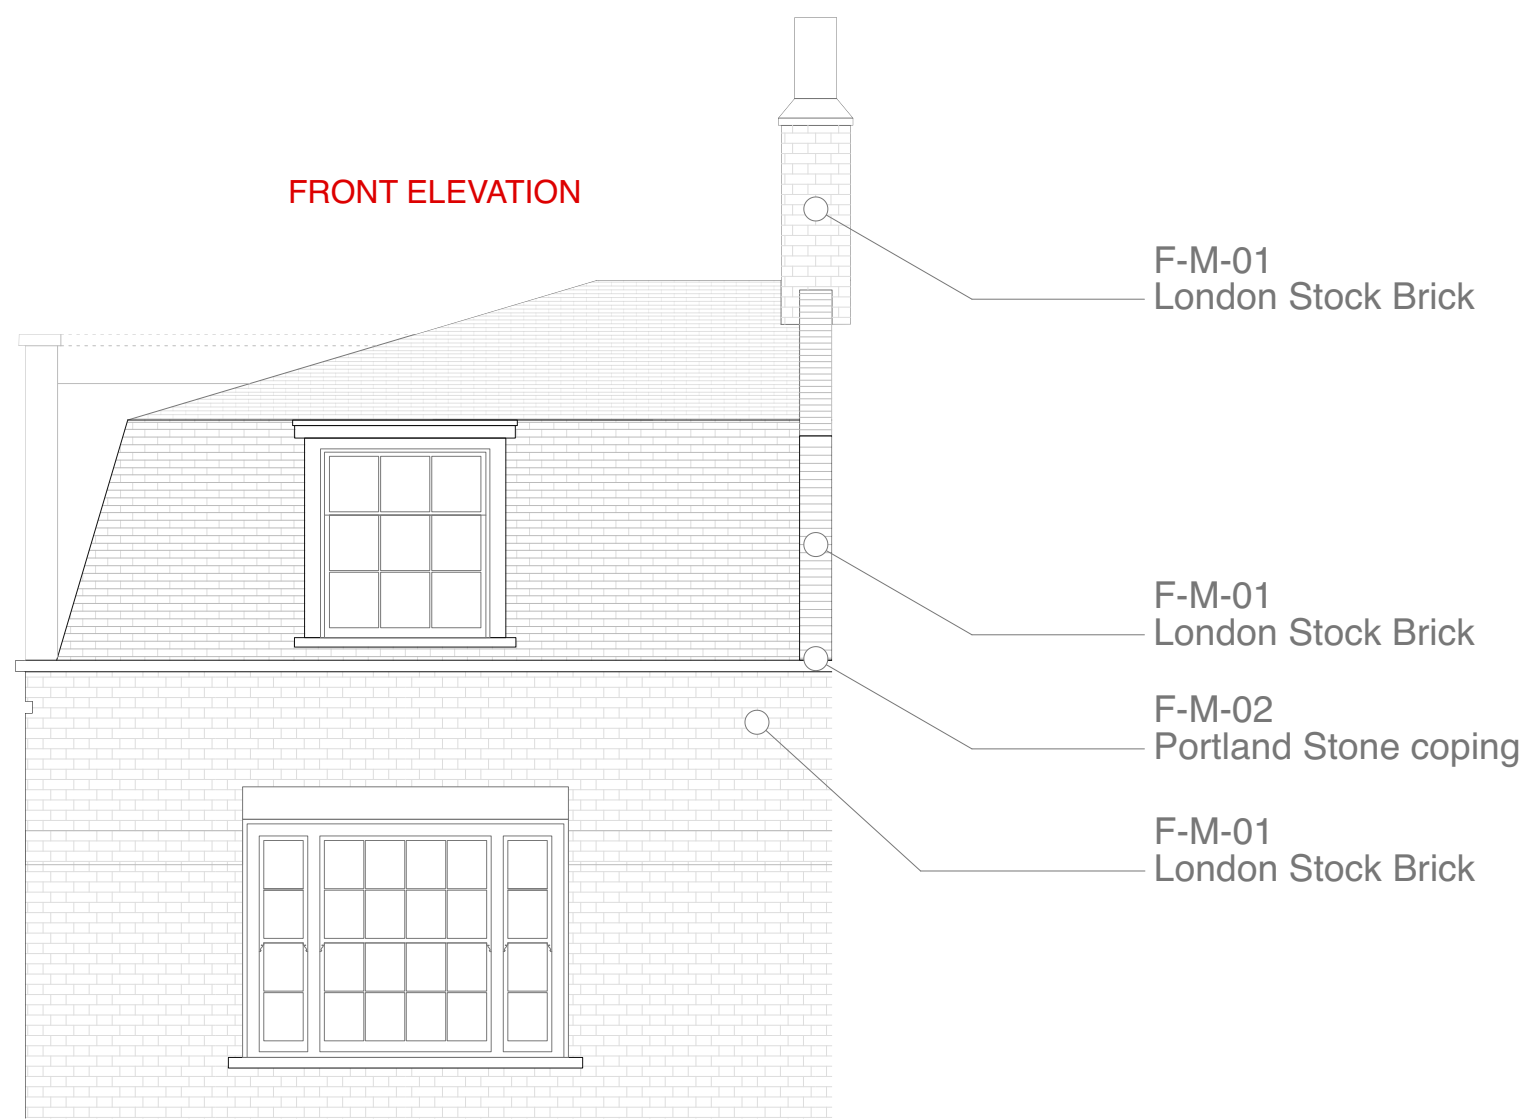 FRONT ELEVATION
F-M-01
London Stock Brick
F-M-01
London Stock Brick
F-M-02
Portland Stone coping
F-M-01
London Stock Brick